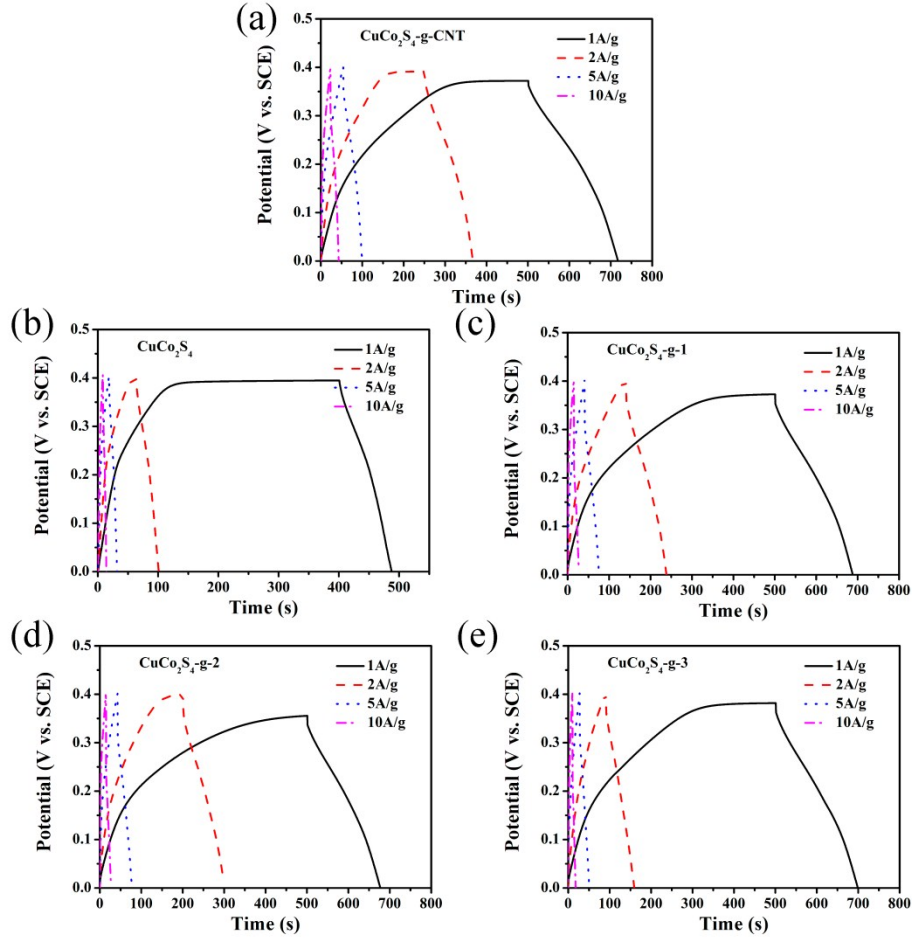 (a)
CuCo₂S₄-g-CNT
1A/g
2A/g
5A/g
10A/g
Potential (V vs. SCE)
0.5
0.4
0.3
0.2
0.1
0.0
0 100 200 300 400 500 600 700 800
Time (s)
(b)
CuCo₂S₄
1A/g
2A/g
5A/g
10A/g
Potential (V vs. SCE)
0.5
0.4
0.3
0.2
0.1
0.0
0 100 200 300 400 500
Time (s)
(c)
CuCo₂S₄-g-1
1A/g
2A/g
5A/g
10A/g
Potential (V vs. SCE)
0.5
0.4
0.3
0.2
0.1
0.0
0 100 200 300 400 500 600 700 800
Time (s)
(d)
CuCo₂S₄-g-2
1A/g
2A/g
5A/g
10A/g
Potential (V vs. SCE)
0.5
0.4
0.3
0.2
0.1
0.0
0 100 200 300 400 500 600 700 800
Time (s)
(e)
CuCo₂S₄-g-3
1A/g
2A/g
5A/g
10A/g
Potential (V vs. SCE)
0.5
0.4
0.3
0.2
0.1
0.0
0 100 200 300 400 500 600 700 800
Time (s)